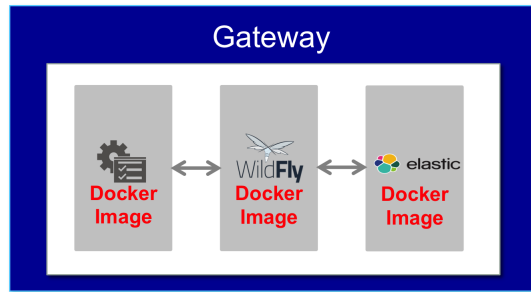 Gateway
Docker
Image
WildFly
Docker
Image
elastic
Docker
Image